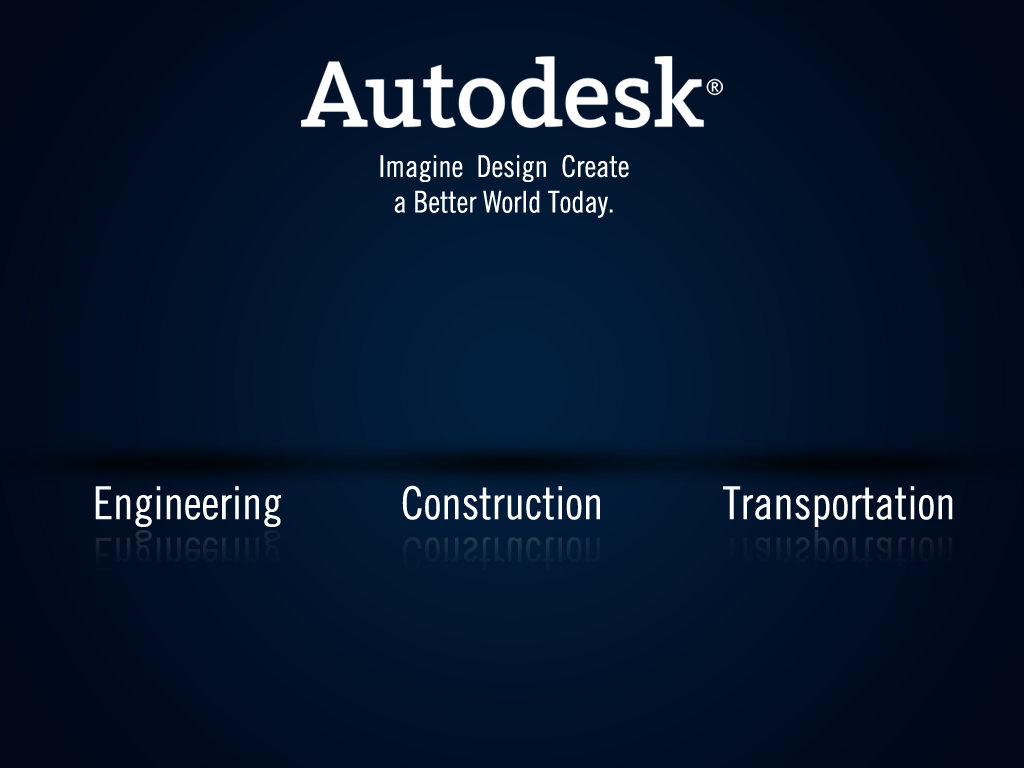 Autodesk®
Imagine Design Create
a Better World Today.
Engineering Construction Transportation